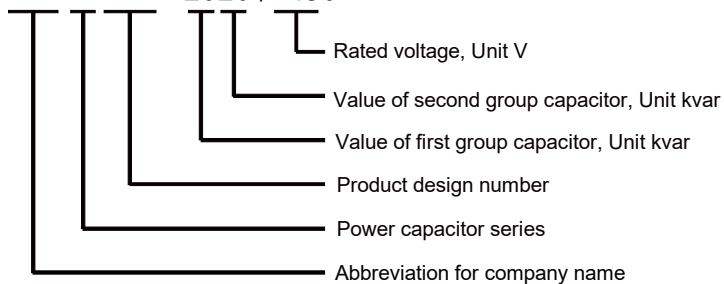 Rated voltage, Unit V
Value of second group capacitor, Unit kvar
Value of first group capacitor, Unit kvar
Product design number
Power capacitor series
Abbreviation for company name